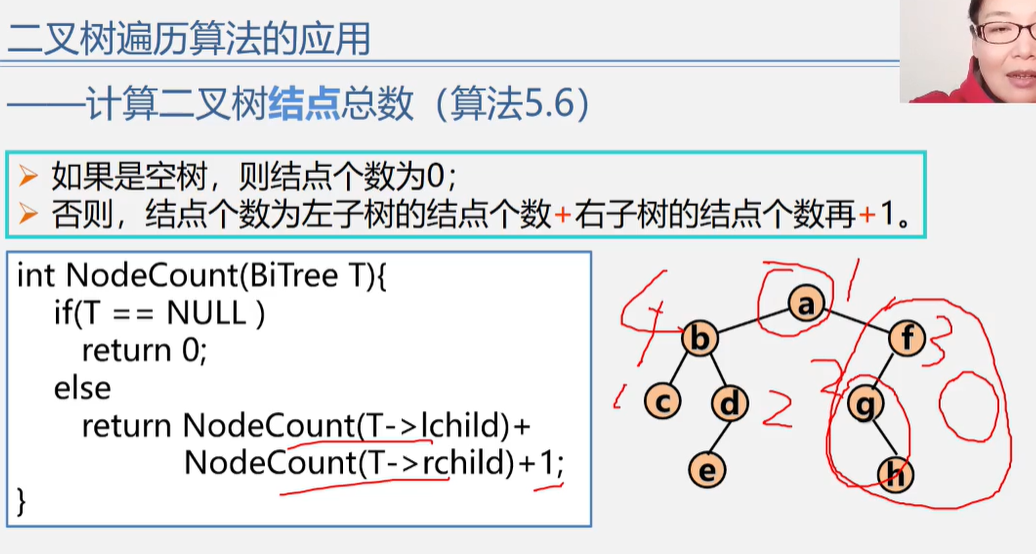 二叉树遍历算法的应用
——计算二叉树结点总数（算法5.6）
➢ 如果是空树，则结点个数为0；
➢ 否则，结点个数为左子树的结点个数+右子树的结点个数再+1。
int NodeCount(BiTree T){
if(T == NULL )
return 0;
else
return NodeCount(T->lchild)+
NodeCount(T->rchild)+1;
}
a 1
4 b f 3
1 c d 2 2 g
e h